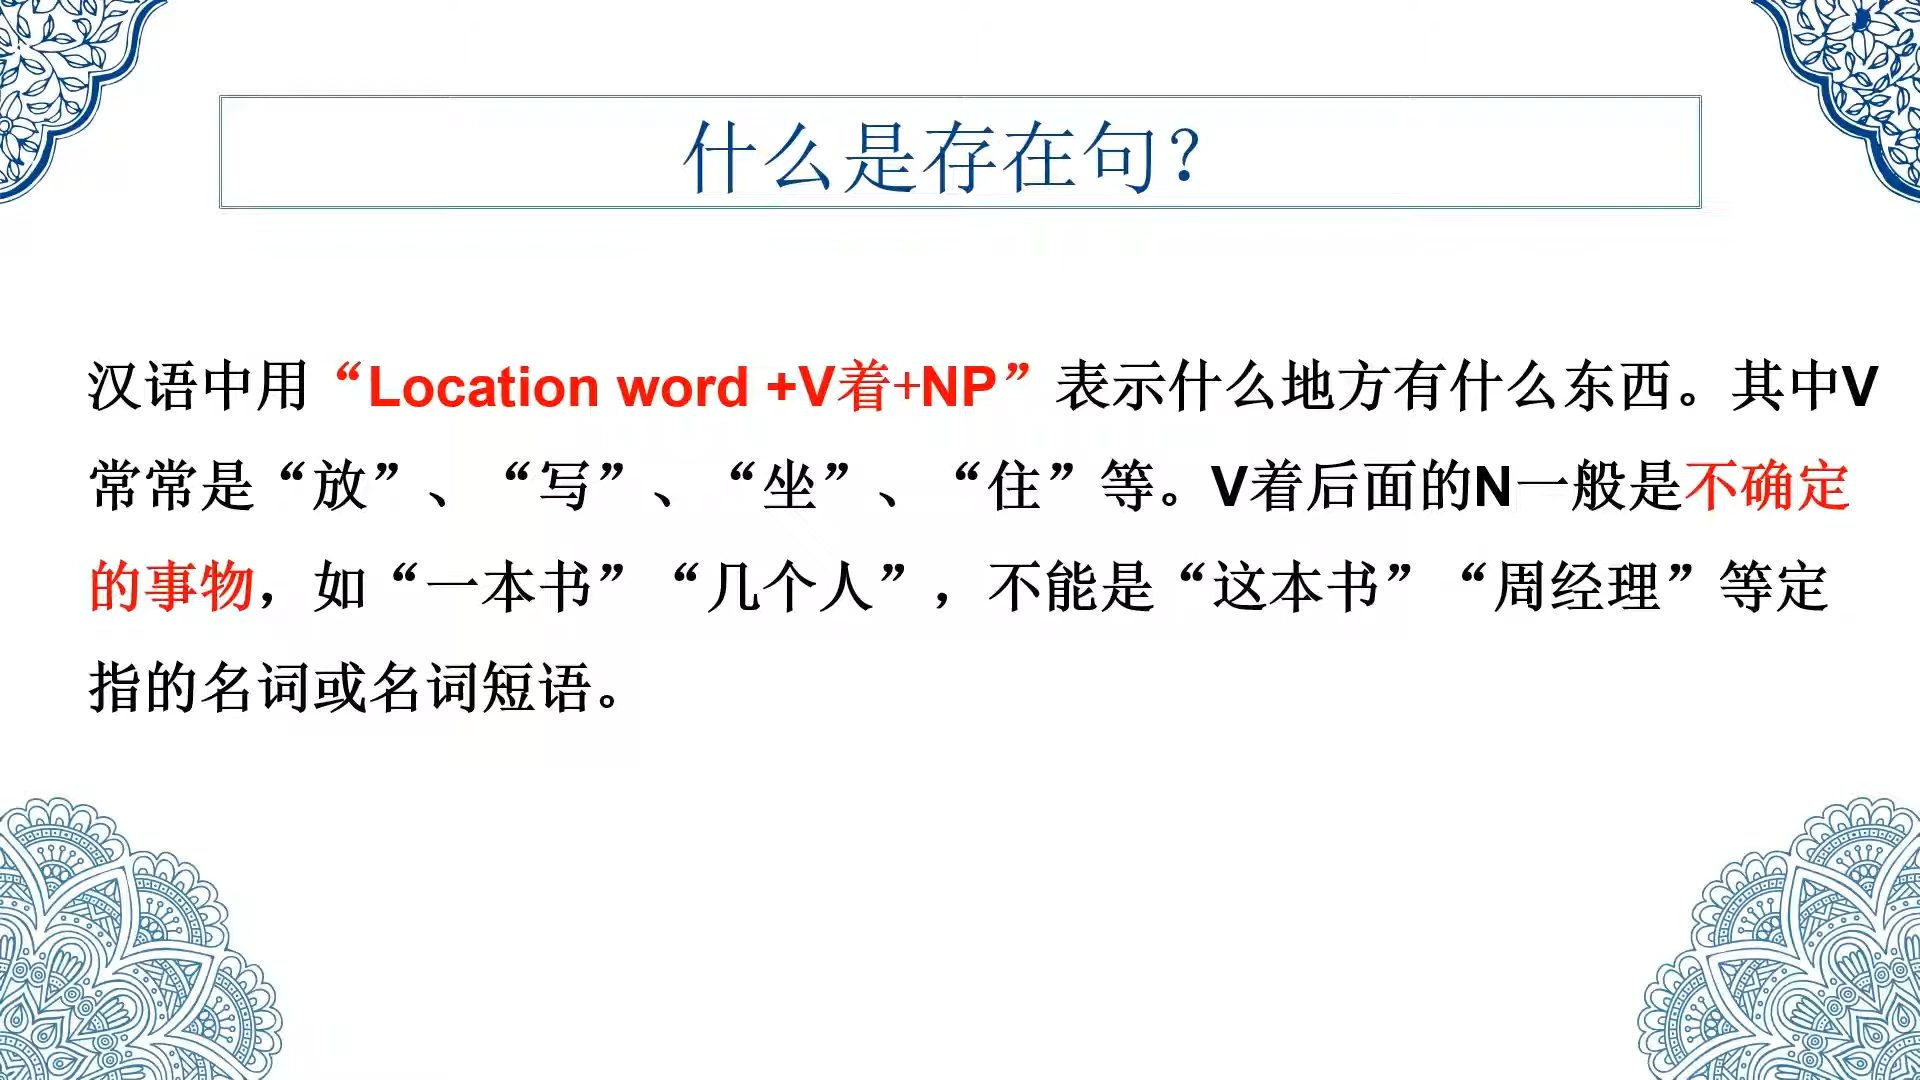 什么是存在句？
汉语中用“Location word +V着+NP”表示什么地方有什么东西。其中V
常常是“放”、“写”、“坐”、“住”等。V着后面的N一般是不确定
的事物，如“一本书”“几个人”，不能是“这本书”“周经理”等定
指的名词或名词短语。